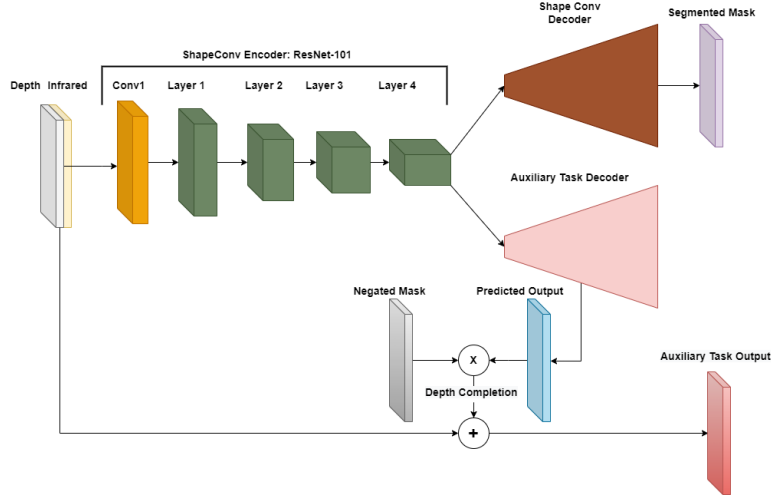 Shape Conv
Decoder
Segmented Mask
ShapeConv Encoder: ResNet-101
Depth Infrared
Conv1
Layer 1
Layer 2
Layer 3
Layer 4
Auxiliary Task Decoder
Negated Mask
Predicted Output
X
Auxiliary Task Output
Depth Completion
+